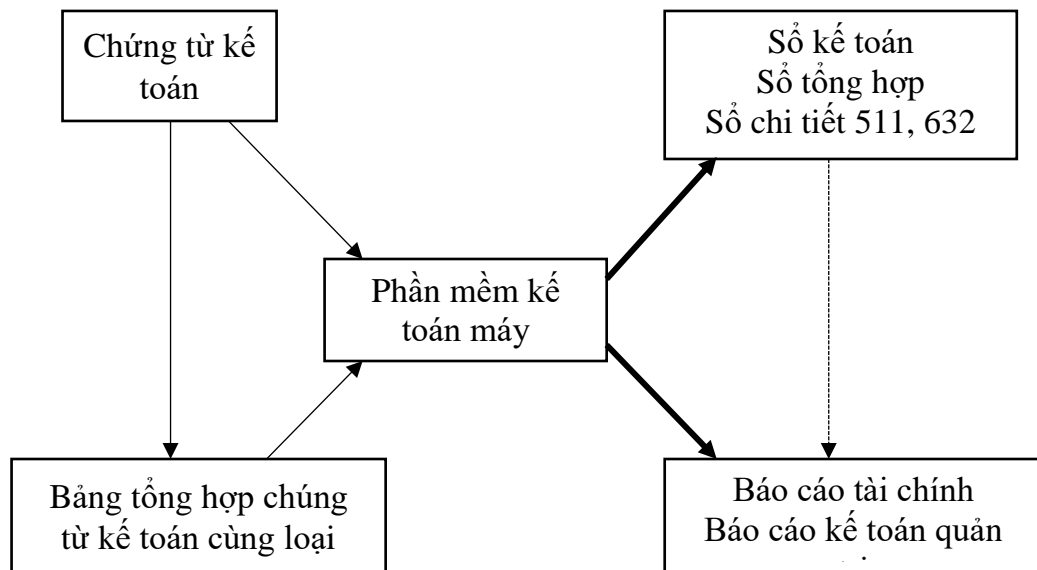 Chứng từ kế
toán
Sổ kế toán
Sổ tổng hợp
Sổ chi tiết 511, 632
Phần mềm kế
toán máy
Bảng tổng hợp chúng
từ kế toán cùng loại
Báo cáo tài chính
Báo cáo kế toán quản